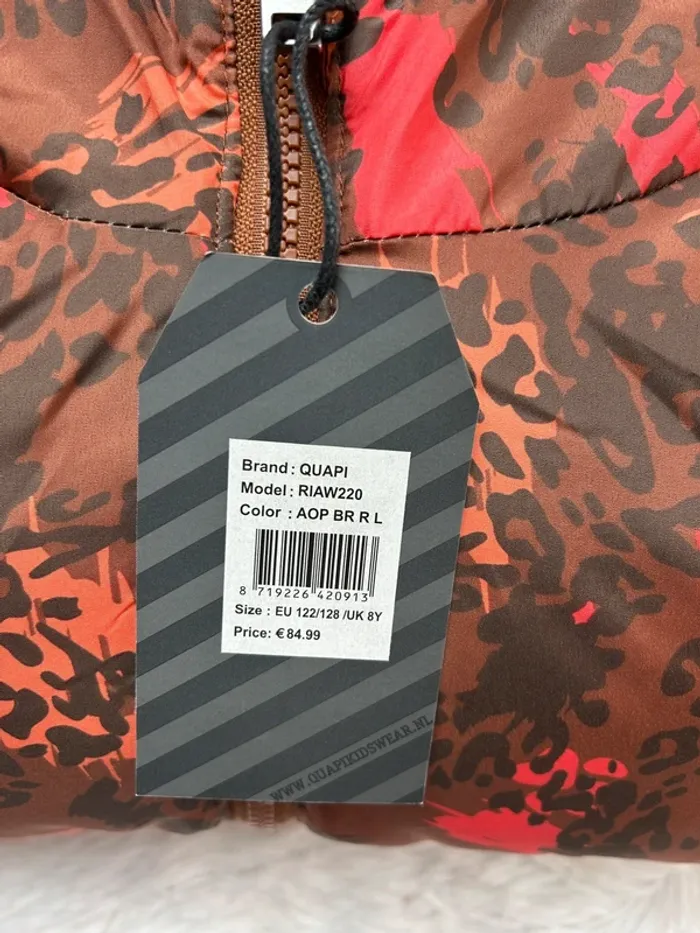 Brand : QUAPI
Model : RIAW220
Color : AOP BR R L
8 719226 420913
Size : EU 122/128 /UK 8Y
Price: € 84.99
WWW.QUAPIKIDSWEAR.NL